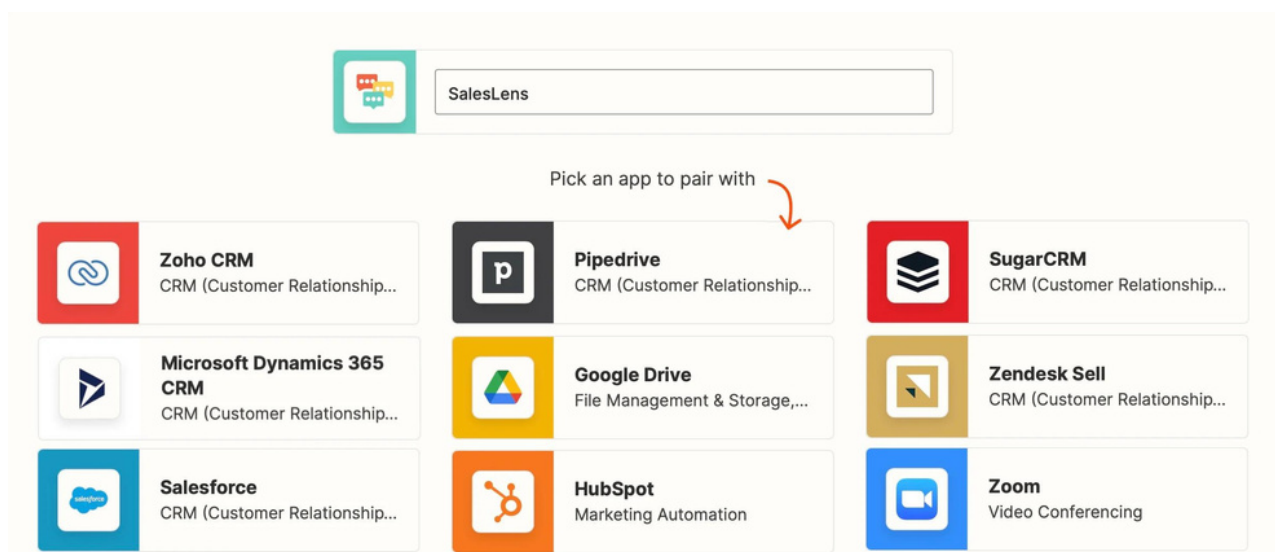 SalesLens
Pick an app to pair with
Zoho CRM
CRM (Customer Relationship...
Pipedrive
CRM (Customer Relationship...
SugarCRM
CRM (Customer Relationship...
Microsoft Dynamics 365
CRM
CRM (Customer Relationship...
Google Drive
File Management & Storage,...
Zendesk Sell
CRM (Customer Relationship...
salesforce
Salesforce
CRM (Customer Relationship...
HubSpot
Marketing Automation
Zoom
Video Conferencing